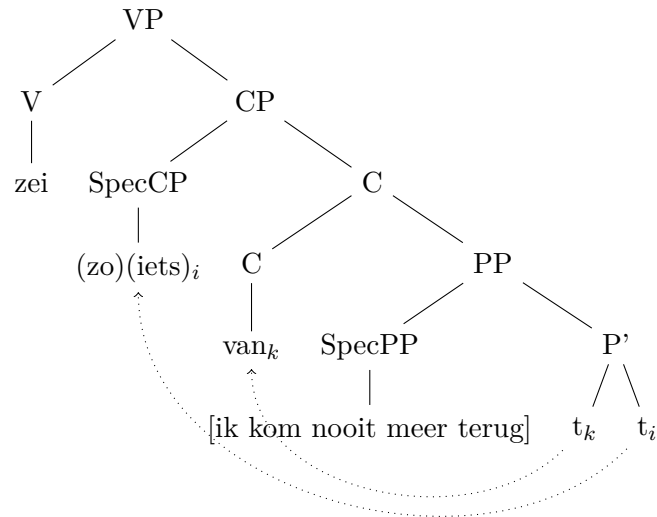 VP
V CP
zei SpecCP C
(zo)(iets)i C PP
vank SpecPP P’
[ik kom nooit meer terug] tk ti